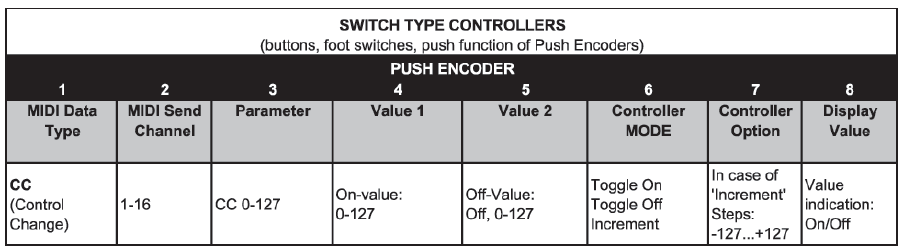 SWITCH TYPE CONTROLLERS
(buttons, foot switches, push function of Push Encoders)
PUSH ENCODER
1 2 3 4 5 6 7 8
MIDI Data Type MIDI Send Channel Parameter Value 1 Value 2 Controller MODE Controller Option Display Value
CC
(Control
Change)
1-16
CC 0-127
On-value:
0-127
Off-Value:
Off, 0-127
Toggle On
Toggle Off
Increment
In case of
'Increment'
Steps:
-127...+127
Value
indication:
On/Off